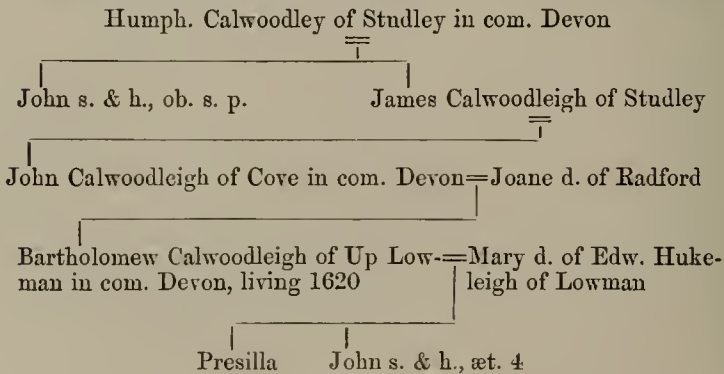 Humph. Calwoodley of Studley in com. Devon
John s. & h., ob. s. p. James Calwoodleigh of Studley
John Calwoodleigh of Cove in com. Devon=Joane d. of Radford
Bartholomew Calwoodleigh of Up Low-=Mary d. of Edw. Huke-
man in com. Devon, living 1620 leigh of Lowman
Presilla John s. & h., æt. 4